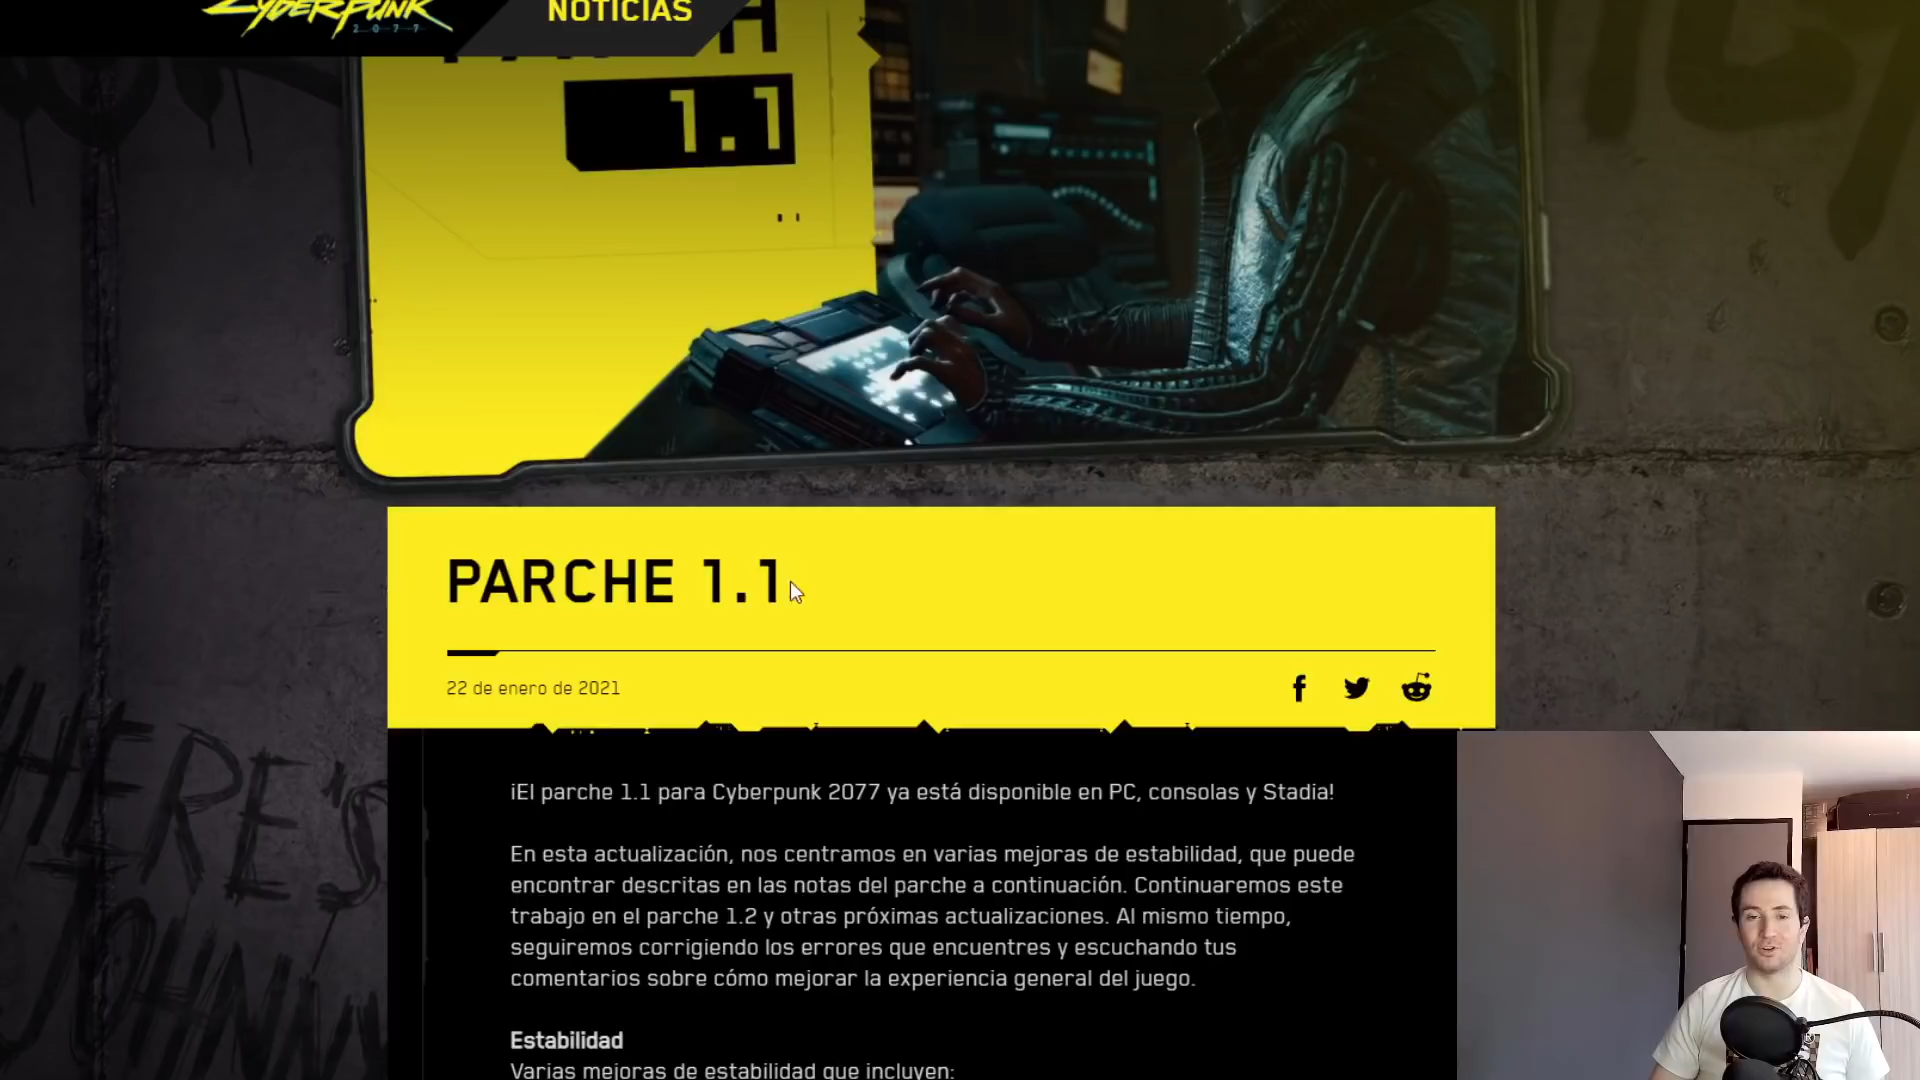 Cyberpunk
2077
NOTICIAS
1.1
PARCHE 1.1
22 de enero de 2021
¡El parche 1.1 para Cyberpunk 2077 ya está disponible en PC, consolas y Stadia!
En esta actualización, nos centramos en varias mejoras de estabilidad, que puede
encontrar descritas en las notas del parche a continuación. Continuaremos este
trabajo en el parche 1.2 y otras próximas actualizaciones. Al mismo tiempo,
seguiremos corrigiendo los errores que encuentres y escuchando tus
comentarios sobre cómo mejorar la experiencia general del juego.
Estabilidad
Varias mejoras de estabilidad que incluyen:
HERE'S
JOHNNY